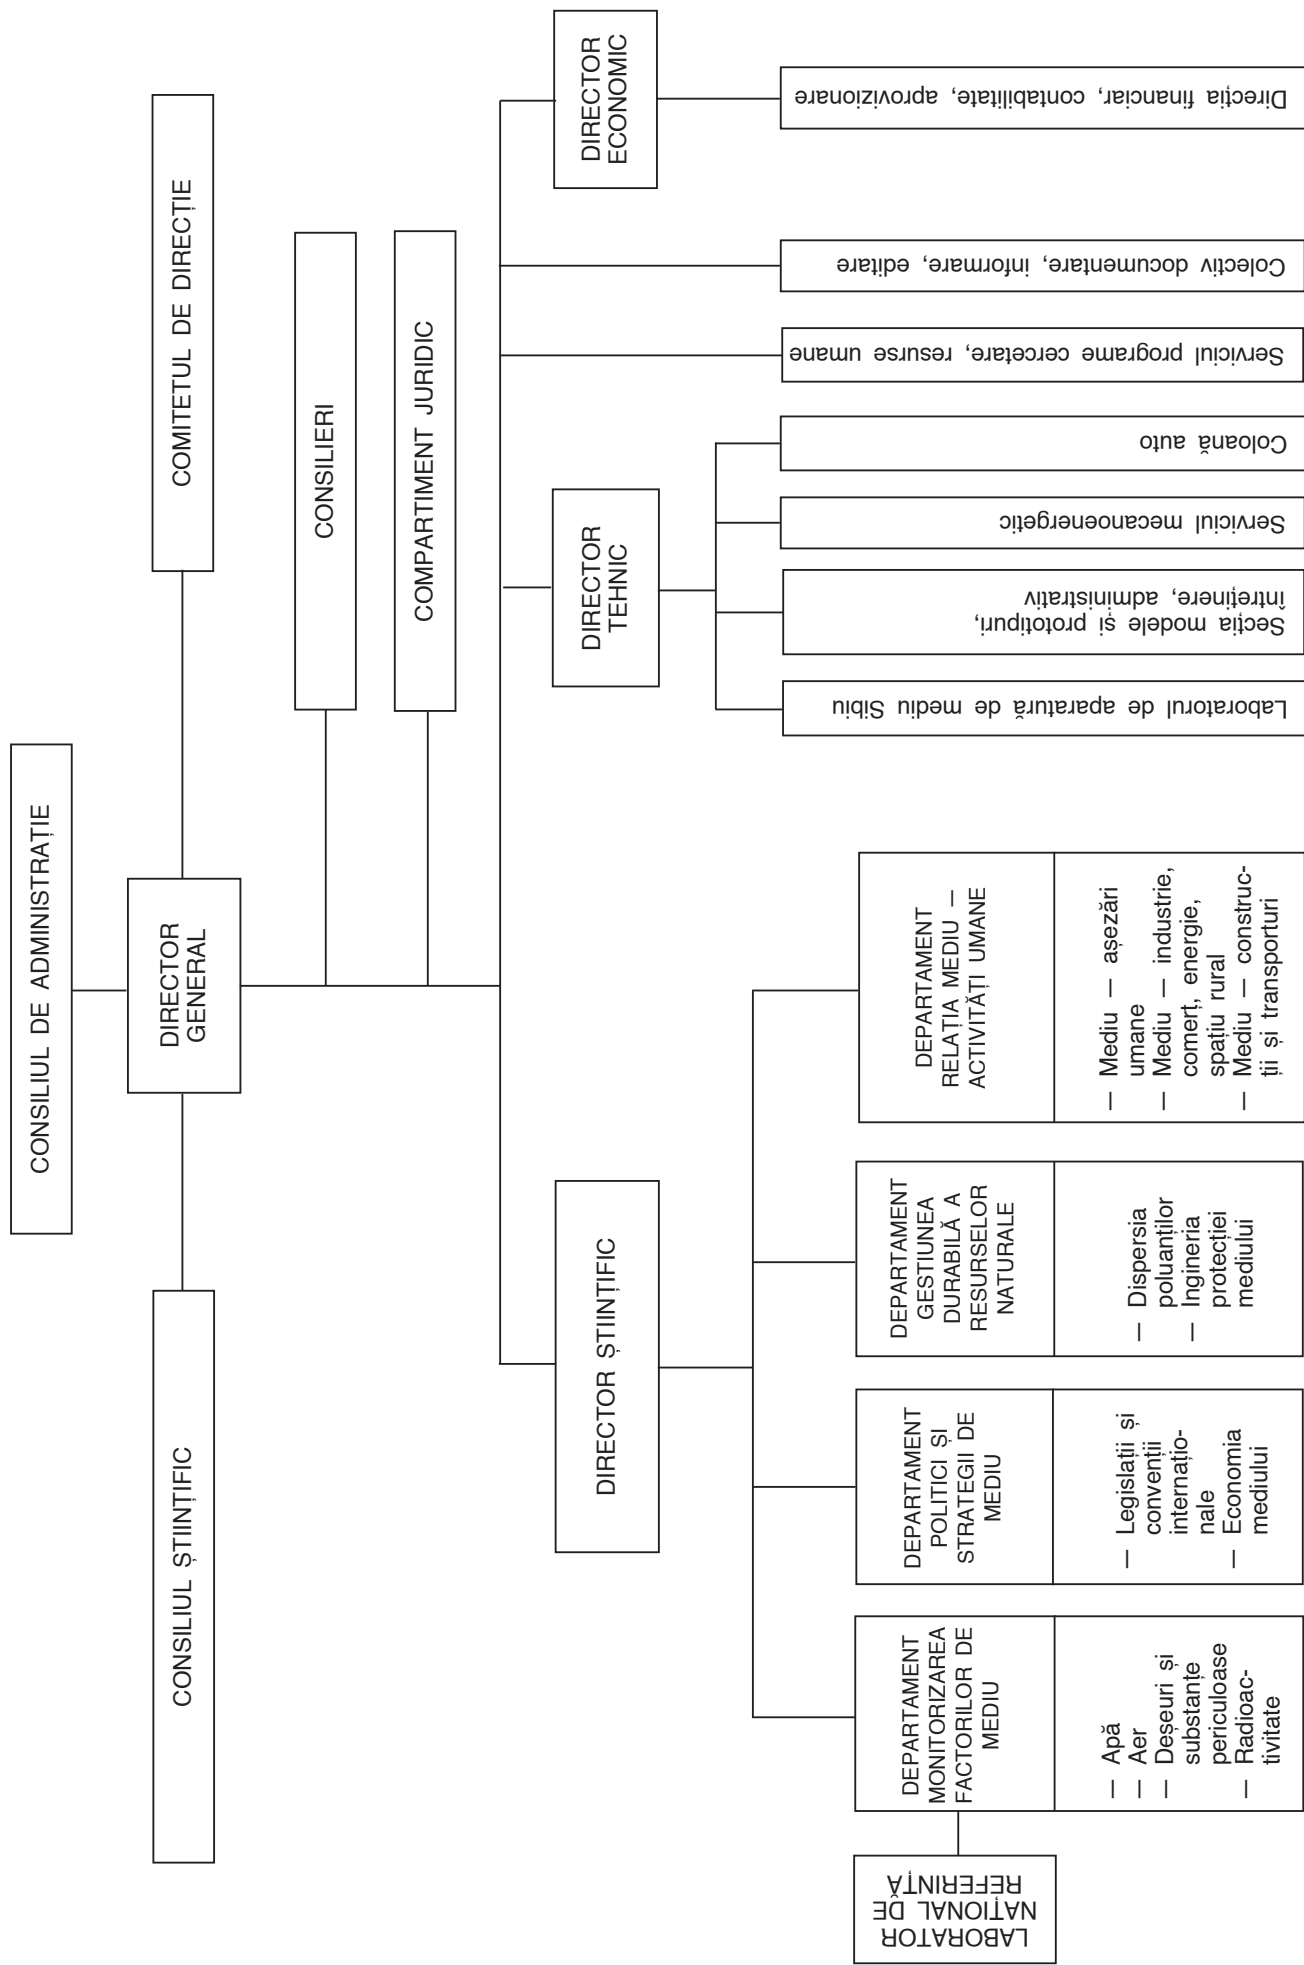 CONSILIUL DE ADMINISTRAȚIE
CONSILIUL ȘTIINȚIFIC
DIRECTOR
GENERAL
COMITETUL DE DIRECȚIE
CONSILIERI
COMPARTIMENT JURIDIC
DIRECTOR ȘTIINȚIFIC
DIRECTOR
TEHNIC
DIRECTOR
ECONOMIC
LABORATOR
NAȚIONAL DE
REFERINȚĂ
DEPARTAMENT
MONITORIZAREA
FACTORILOR DE
MEDIU
— Apă
— Aer
— Deșeuri și
substanțe
periculoase
— Radioac-
tivitate
DEPARTAMENT
POLITICI ȘI
STRATEGII DE
MEDIU
— Legislații și
convenții
internațio-
nale
— Economia
mediului
DEPARTAMENT
GESTIUNEA
DURABILĂ A
RESURSELOR
NATURALE
— Dispersia
poluanților
— Ingineria
protecției
mediului
DEPARTAMENT
RELAȚIA MEDIU —
ACTIVITĂȚI UMANE
— Mediu — așezări
umane
— Mediu — industrie,
comerț, energie,
spațiu rural
— Mediu — construc-
ții și transporturi
Laboratorul de aparatură de mediu Sibiu
Secția modele și prototipuri,
întreținere, administrativ
Serviciul mecanoenergetic
Coloană auto
Serviciul programe cercetare, resurse umane
Colectiv documentare, informare, editare
Direcția financiar, contabilitate, aprovizionare